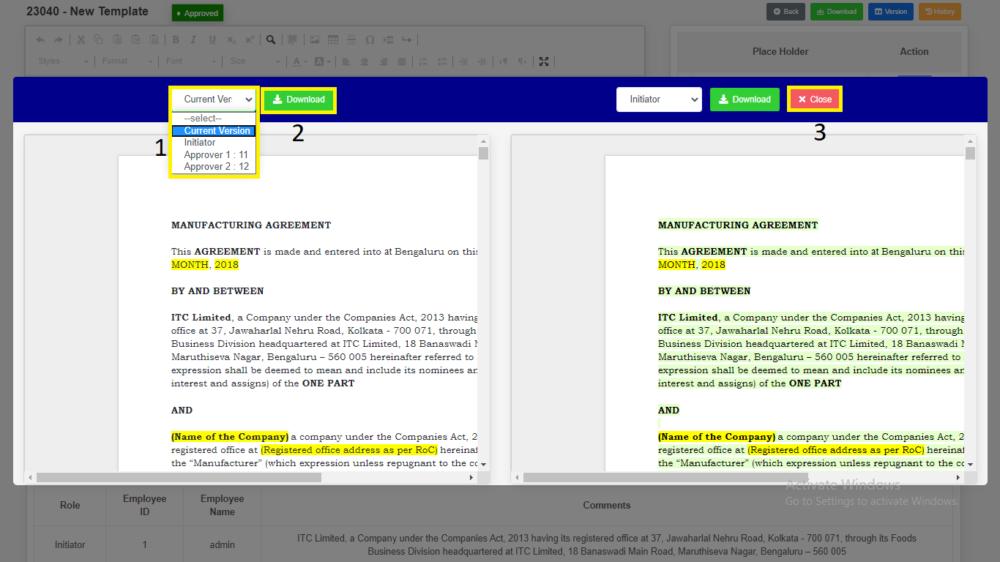 23040 - New Template
Approved
Back
Download
Version
History
Styles
Format
Font
Size
Place Holder
Action
Current Ver
Download
--select--
Current Version
Initiator
Approver 1 : 11
Approver 2 : 12
1
2
Initiator
Download
Close
3
MANUFACTURING AGREEMENT
This AGREEMENT is made and entered into at Bengaluru on this
MONTH, 2018
BY AND BETWEEN
ITC Limited, a Company under the Companies Act, 2013 having
office at 37, Jawaharlal Nehru Road, Kolkata - 700 071, through
Business Division headquartered at ITC Limited, 18 Banaswadi
Maruthiseva Nagar, Bengaluru – 560 005 hereinafter referred to
expression shall be deemed to mean and include its nominees
interest and assigns) of the ONE PART
AND
(Name of the Company) a company under the Companies Act,
registered office at (Registered office address as per RoC)
the “Manufacturer” (which expression unless repugnant to the
MANUFACTURING AGREEMENT
This AGREEMENT is made and entered into at Bengaluru on this
MONTH, 2018
BY AND BETWEEN
ITC Limited, a Company under the Companies Act, 2013 having
office at 37, Jawaharlal Nehru Road, Kolkata - 700 071, through
Business Division headquartered at ITC Limited, 18 Banaswadi
Maruthiseva Nagar, Bengaluru – 560 005 hereinafter referred to
expression shall be deemed to mean and include its nominees
interest and assigns) of the ONE PART
AND
(Name of the Company) a company under the Companies Act,
registered office at (Registered office address as per RoC)
the “Manufacturer” (which expression unless repugnant to the
Activate Windows
Go to Settings to activate Windows.
Role
Employee ID
Employee Name
Comments
Initiator
1
admin
ITC Limited, a Company under the Companies Act, 2013 having its registered office at 37, Jawaharlal Nehru Road, Kolkata - 700 071, through its Foods
Business Division headquartered at ITC Limited, 18 Banaswadi Main Road, Maruthiseva Nagar, Bengaluru – 560 005